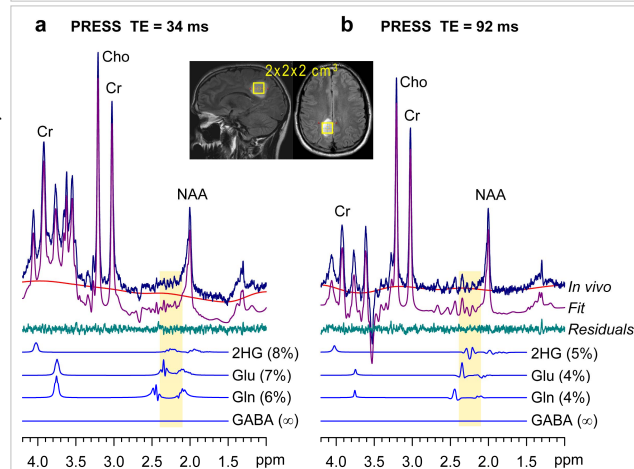 a PRESS TE = 34 ms
b PRESS TE = 92 ms
2x2x2 cm³
Cho
Cr
Cr
NAA
Cho
Cr
Cr
NAA
In vivo
Fit
Residuals
2HG (8%)
Glu (7%)
Gln (6%)
GABA (∞)
2HG (5%)
Glu (4%)
Gln (4%)
GABA (∞)
4.0 3.5 3.0 2.5 2.0 1.5 ppm
4.0 3.5 3.0 2.5 2.0 1.5 ppm